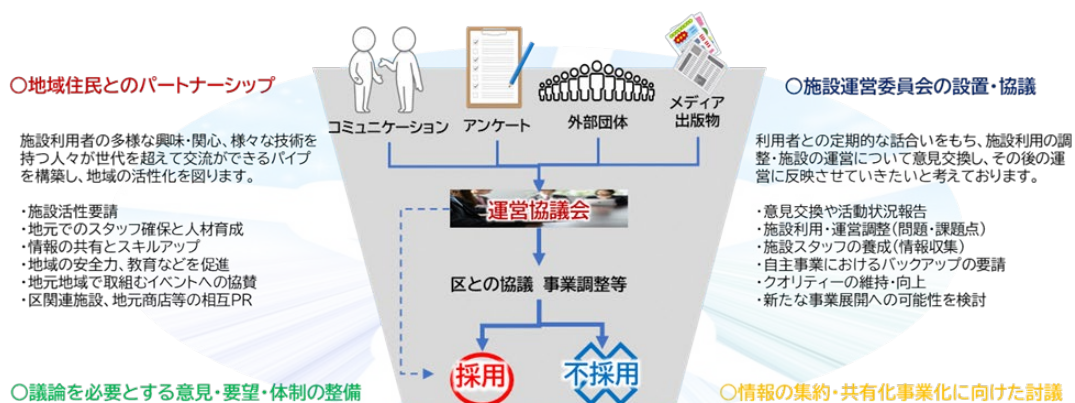 ○地域住民とのパートナーシップ
施設利用者の多様な興味・関心、様々な技術を
持つ人々が世代を超えて交流ができるパイプ
を構築し、地域の活性化を図ります。
・施設活性要請
・地元でのスタッフ確保と人材育成
・情報の共有とスキルアップ
・地域の安全力、教育などを促進
・地元地域で取組むイベントへの協賛
・区関連施設、地元商店等の相互PR
コミュニケーション
アンケート
外部団体
メディア
出版物
運営協議会
区との協議 事業調整等
採用
不採用
○施設運営委員会の設置・協議
利用者との定期的な話合いをもち、施設利用の調
整・施設の運営について意見交換し、その後の運
営に反映させていきたいと考えております。
・意見交換や活動状況報告
・施設利用・運営調整(問題・課題点)
・施設スタッフの養成(情報収集)
・自主事業におけるバックアップの要請
・クオリティーの維持・向上
・新たな事業展開への可能性を検討
○議論を必要とする意見・要望・体制の整備
○情報の集約・共有化事業化に向けた討議